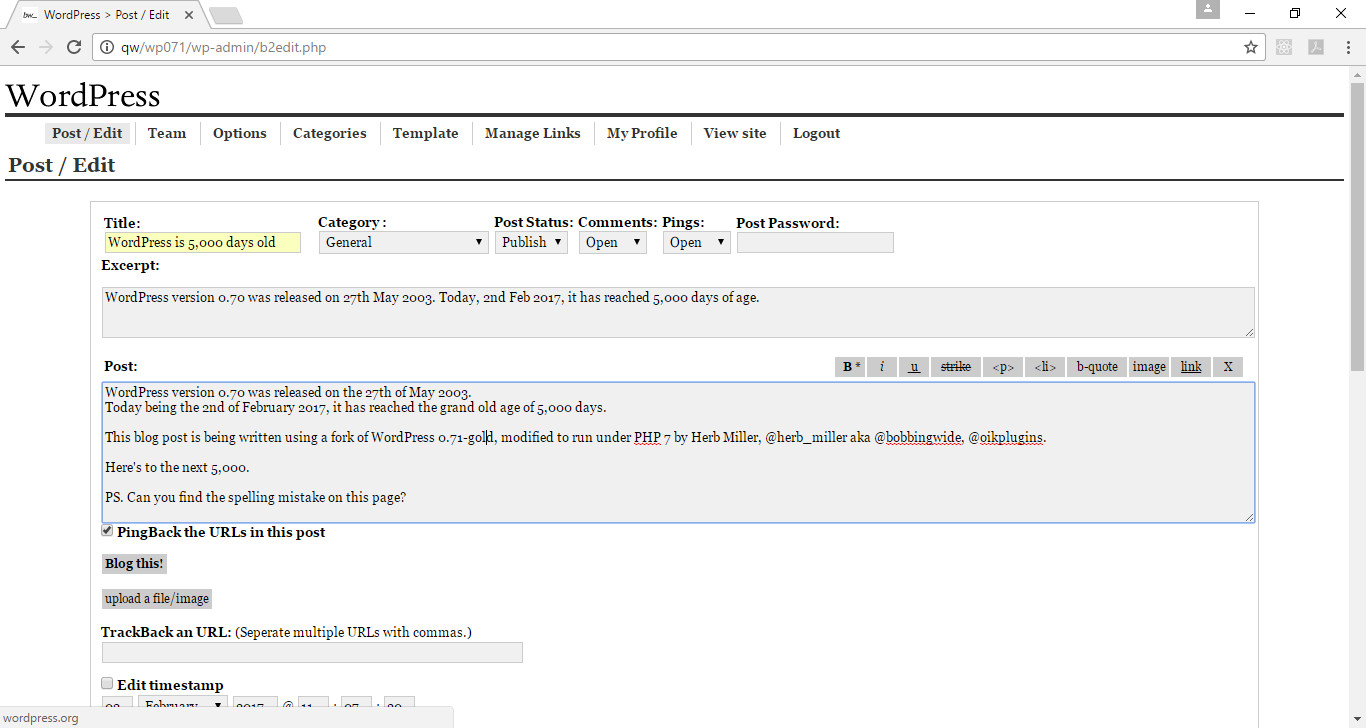 bw_ WordPress > Post / Edit
qw/wp071/wp-admin/b2edit.php
WordPress
Post / Edit Team Options Categories Template Manage Links My Profile View site Logout
Post / Edit
Title: Category : Post Status: Comments: Pings: Post Password:
WordPress is 5,000 days old General Publish Open Open
Excerpt:
WordPress version 0.70 was released on 27th May 2003. Today, 2nd Feb 2017, it has reached 5,000 days of age.
Post: B * i u strike <p> <li> b-quote image link X
WordPress version 0.70 was released on the 27th of May 2003.
Today being the 2nd of February 2017, it has reached the grand old age of 5,000 days.
This blog post is being written using a fork of WordPress 0.71-gold, modified to run under PHP 7 by Herb Miller, @herb_miller aka @bobbingwide, @oikplugins.
Here's to the next 5,000.
PS. Can you find the spelling mistake on this page?
PingBack the URLs in this post
Blog this!
upload a file/image
TrackBack an URL: (Seperate multiple URLs with commas.)
Edit timestamp
February 2017 @ 11 : 07 :
wordpress.org